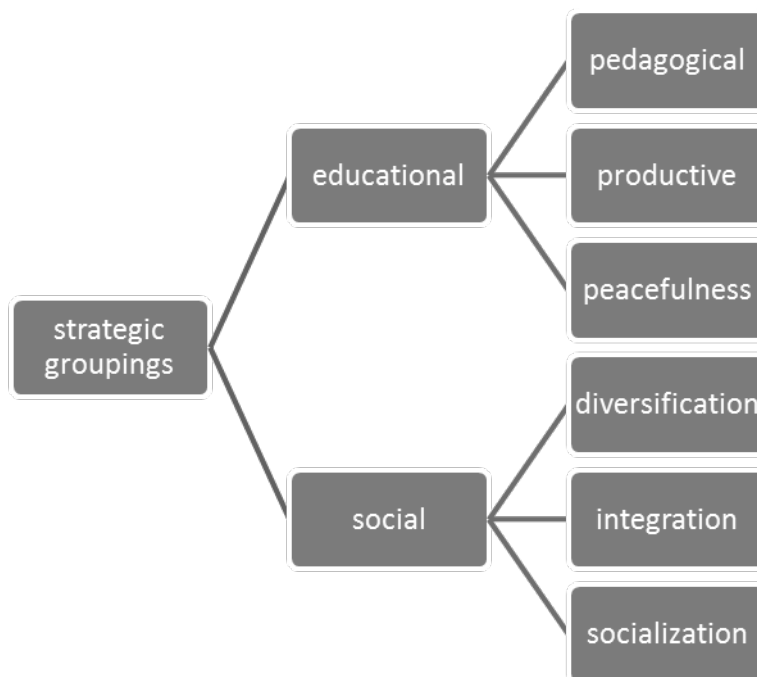 strategic
groupings
educational
pedagogical
productive
peacefulness
social
diversification
integration
socialization